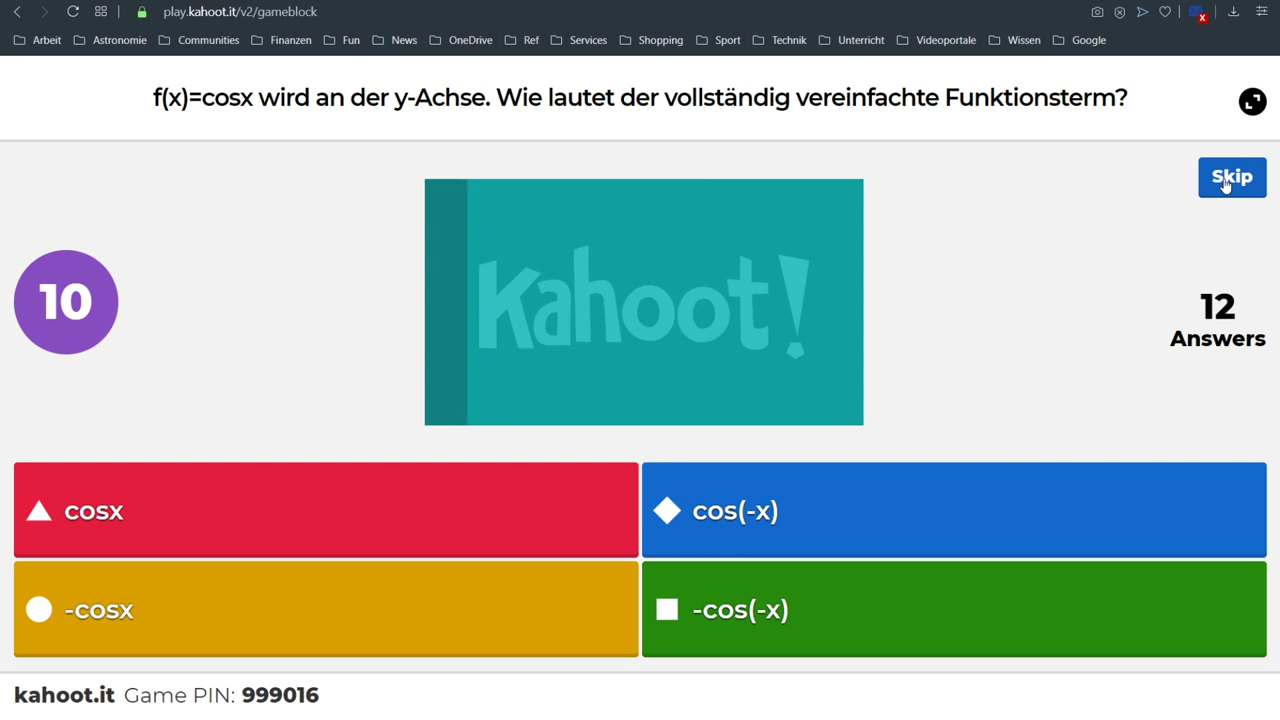 play.kahoot.it/v2/gameblock
x
Arbeit Astronomie Communities Finanzen Fun News OneDrive Ref Services Shopping Sport Technik Unterricht Videoportale Wissen Google
f(x)=cosx wird an der y-Achse. Wie lautet der vollständig vereinfachte Funktionsterm?
Skip
Kahoot!
10
12
Answers
cosx
cos(-x)
-cosx
-cos(-x)
kahoot.it Game PIN: 999016